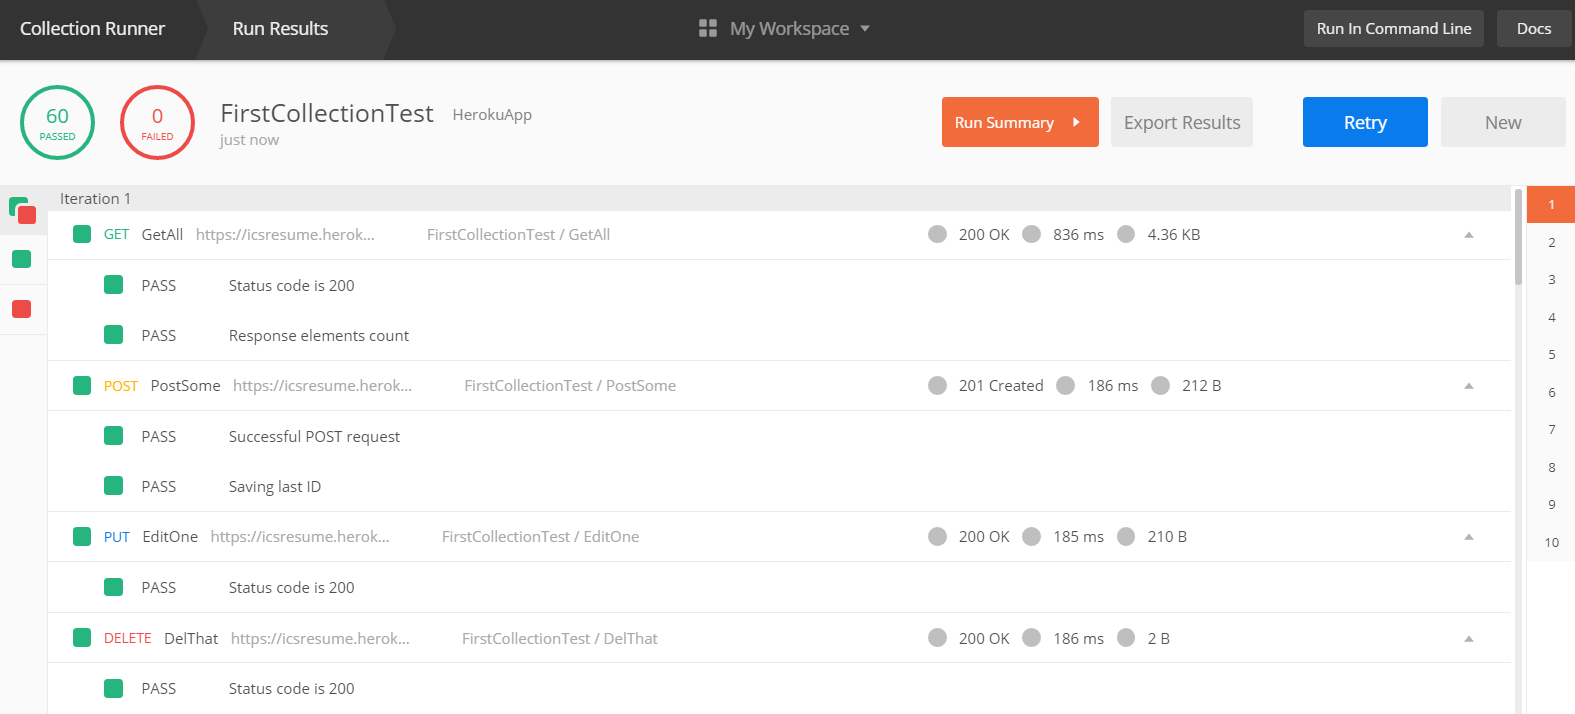 Collection Runner Run Results My Workspace Run In Command Line Docs
60 PASSED 0 FAILED FirstCollectionTest HerokuApp
just now
Run Summary Export Results Retry New
Iteration 1
GET GetAll https://icsresume.herok... FirstCollectionTest / GetAll 200 OK 836 ms 4.36 KB
PASS Status code is 200
PASS Response elements count
POST PostSome https://icsresume.herok... FirstCollectionTest / PostSome 201 Created 186 ms 212 B
PASS Successful POST request
PASS Saving last ID
PUT EditOne https://icsresume.herok... FirstCollectionTest / EditOne 200 OK 185 ms 210 B
PASS Status code is 200
DELETE DelThat https://icsresume.herok... FirstCollectionTest / DelThat 200 OK 186 ms 2 B
PASS Status code is 200
1
2
3
4
5
6
7
8
9
10